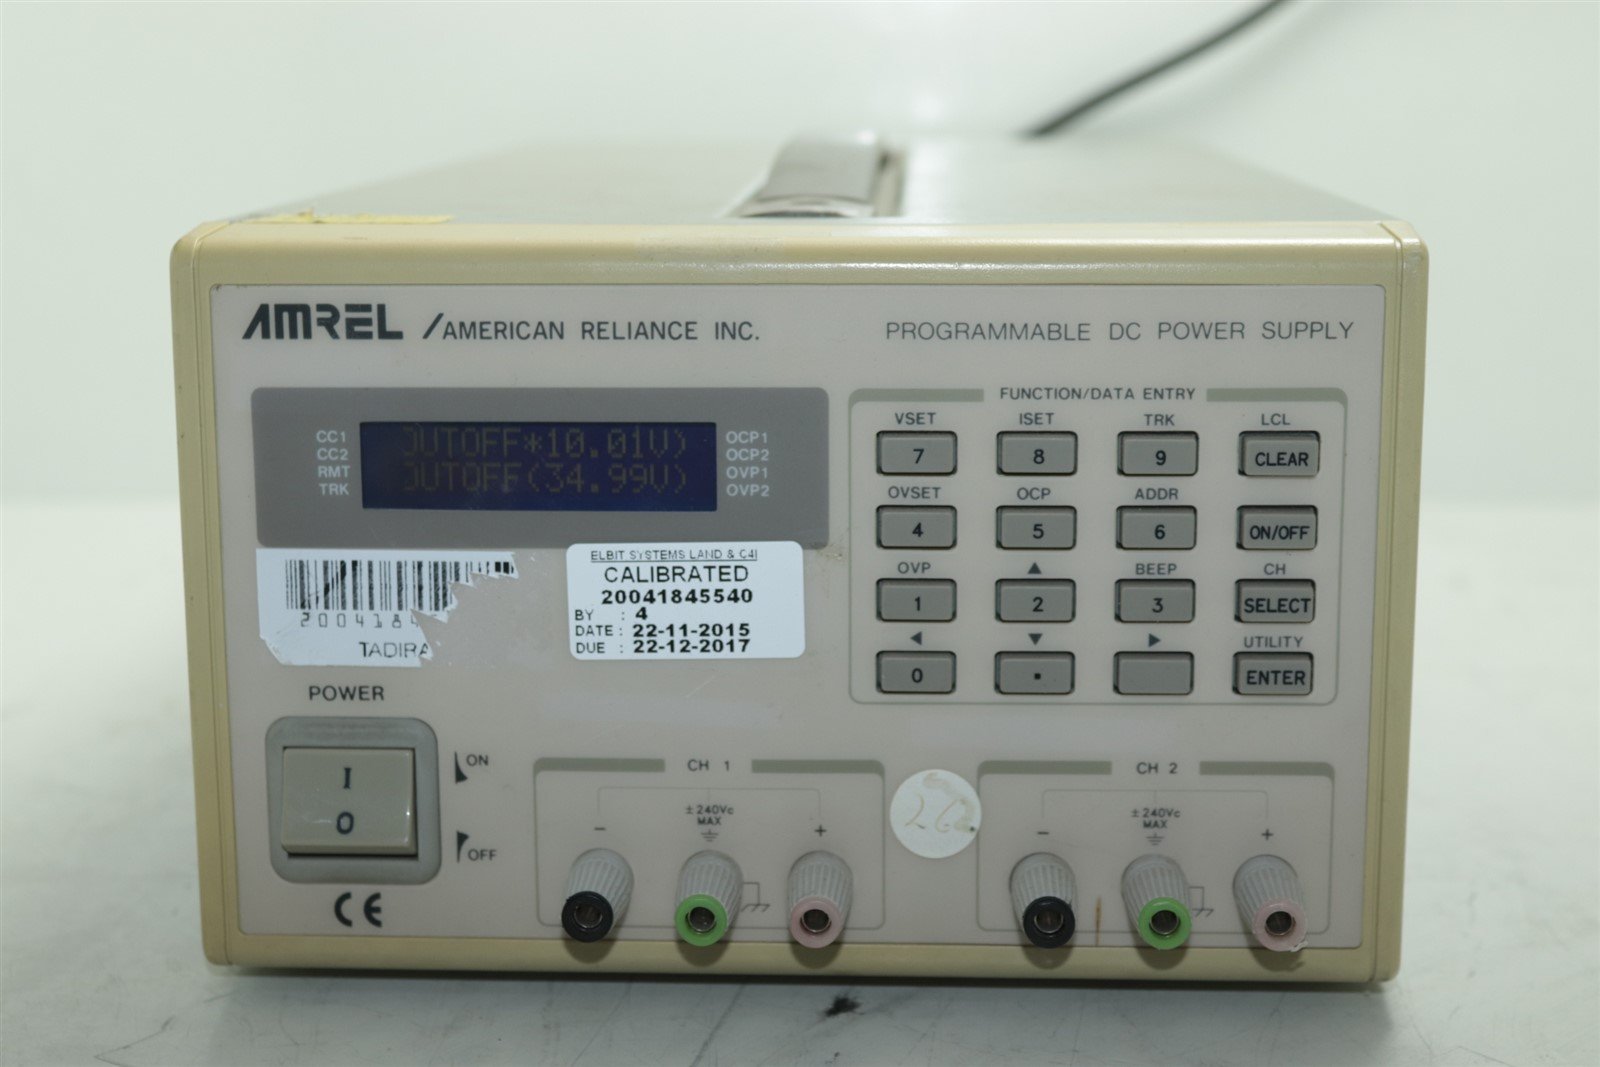 AMREL /AMERICAN RELIANCE INC.
PROGRAMMABLE DC POWER SUPPLY
CC1
CC2
RMT
TRK
OUTOFF*10.01V)
OUTOFF(34.99V)
OCP1
OCP2
OVP1
OVP2
FUNCTION/DATA ENTRY
VSET ISET TRK LCL
7 8 9 CLEAR
OVSET OCP ADDR
4 5 6 ON/OFF
OVP ▲ BEEP CH
1 2 3 SELECT
◀ ▼ ▶ UTILITY
0 . ENTER
2004184
TADIRA
ELBIT SYSTEMS LAND & C4I
CALIBRATED
20041845540
BY : 4
DATE : 22-11-2015
DUE : 22-12-2017
POWER
I
O
ON
OFF
CE
CH 1
±240Vc
MAX
- +
CH 2
±240Vc
MAX
- +